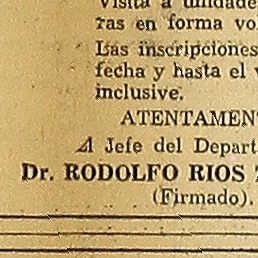 Visita a unidade
ras en forma vol
Las inscripciones
fecha y hasta el v
inclusive.
ATENTAMEN
El Jefe del Depart
Dr. RODOLFO RIOS
(Firmado).